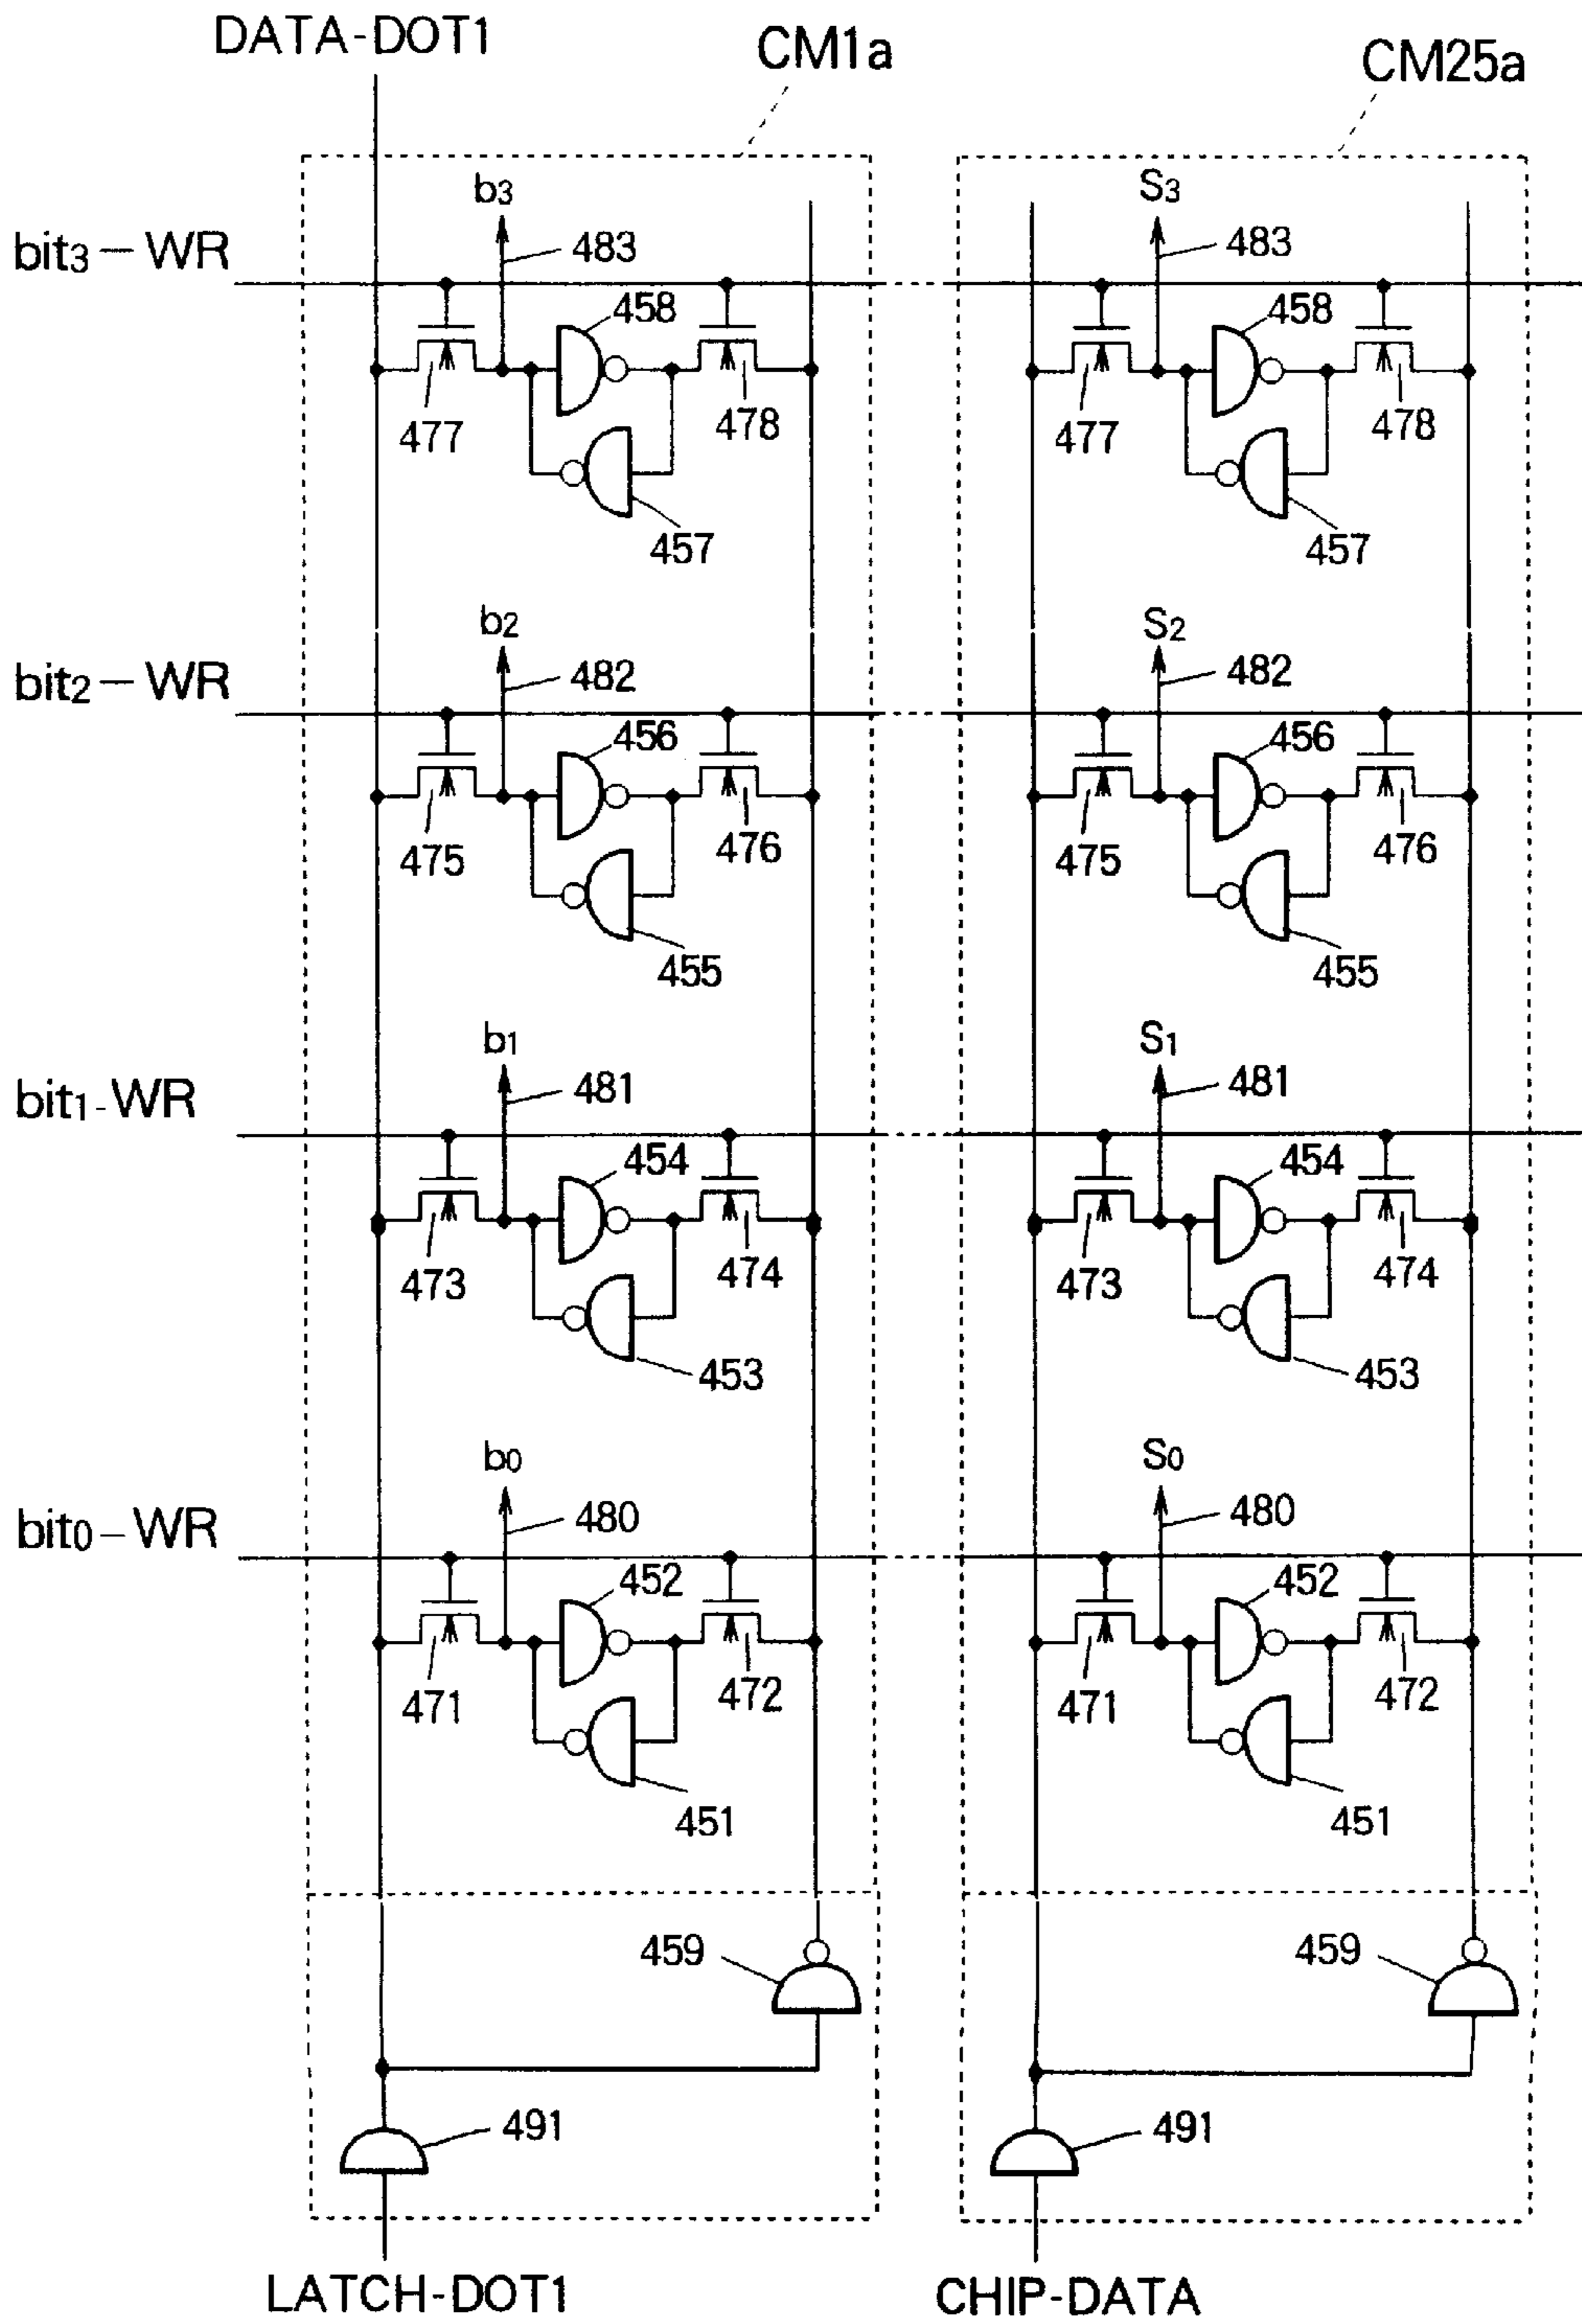 DATA-DOT1
CM1a
CM25a
b3
S3
bit3-WR
483
483
458
458
477
478
477
478
457
457
b2
S2
bit2-WR
482
482
456
456
475
476
475
476
455
455
b1
S1
bit1-WR
481
481
454
454
473
474
473
474
453
453
b0
S0
bit0-WR
480
480
452
452
471
472
471
472
451
451
459
459
491
491
LATCH-DOT1
CHIP-DATA